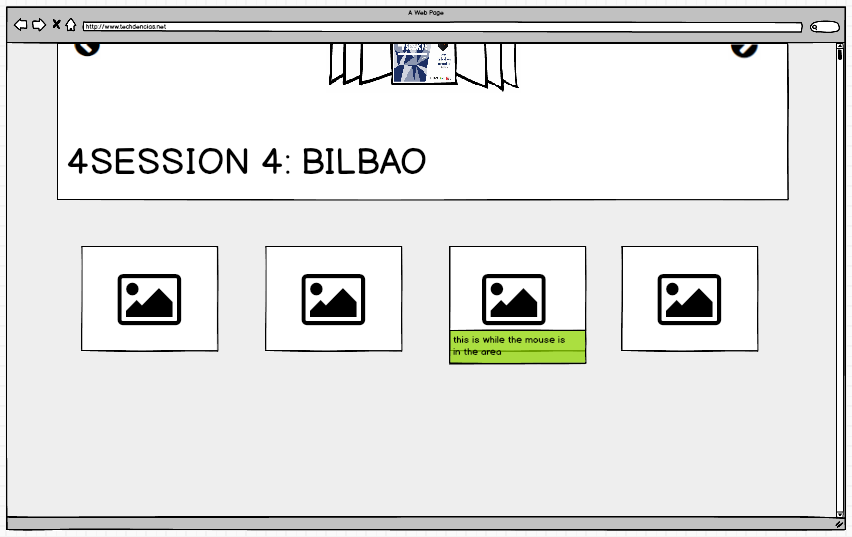 A Web Page
http://www.techdencias.net
4SESSION 4: BILBAO
this is while the mouse is
in the area